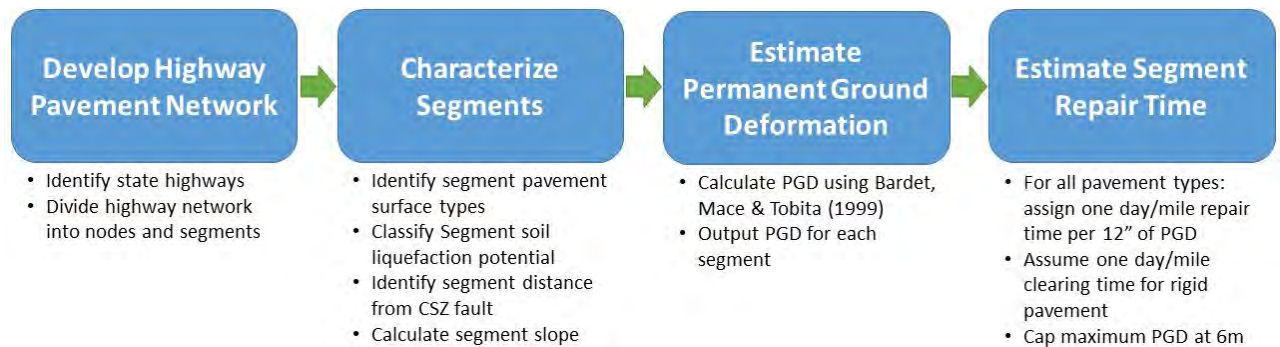 Develop Highway
Pavement Network
• Identify state highways
• Divide highway network
into nodes and segments
Characterize
Segments
• Identify segment pavement
surface types
• Classify Segment soil
liquefaction potential
• Identify segment distance
from CSZ fault
• Calculate segment slope
Estimate
Permanent Ground
Deformation
• Calculate PGD using Bardet,
Mace & Tobita (1999)
• Output PGD for each
segment
Estimate Segment
Repair Time
• For all pavement types:
assign one day/mile repair
time per 12” of PGD
• Assume one day/mile
clearing time for rigid
pavement
• Cap maximum PGD at 6m